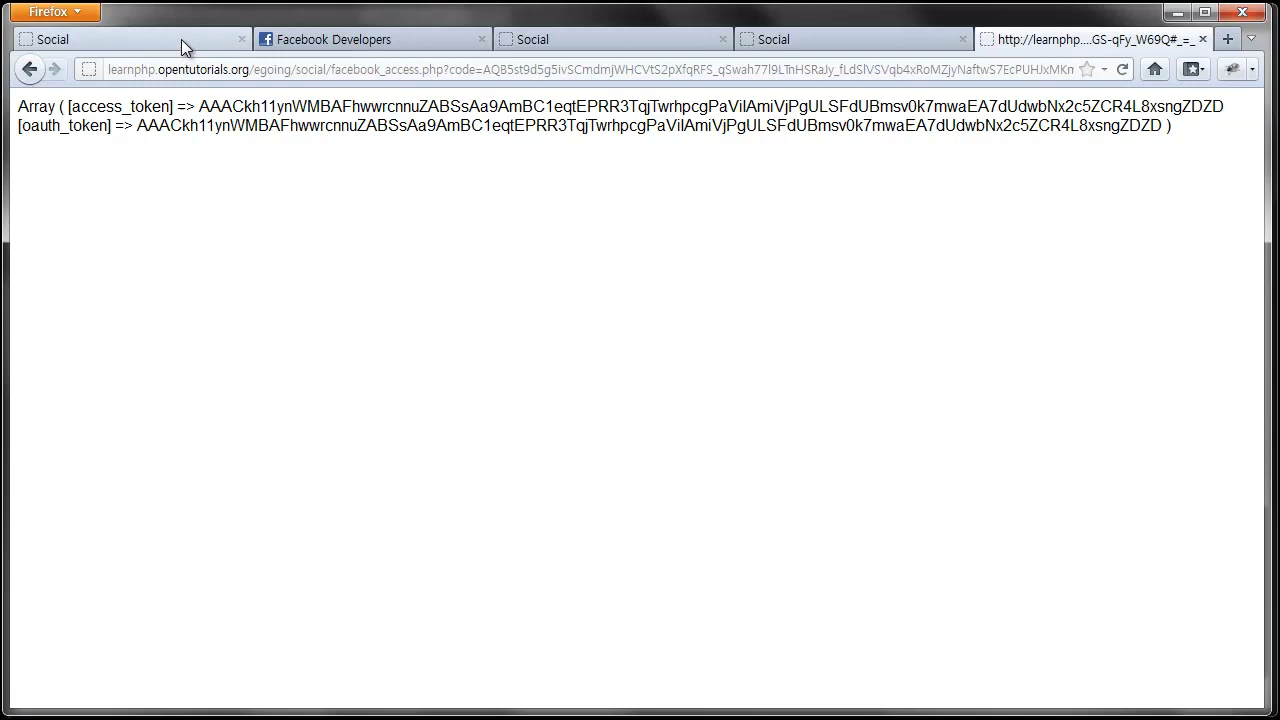 Firefox
Social
Facebook Developers
Social
Social
http://learnphp....GS-qFy_W69Q#_=_
learnphp.opentutorials.org/egoing/social/facebook_access.php?code=AQB5st9d5g5ivSCmdmjWHCVtS2pXfqRFS_qSwah77l9LTnHSRaJy_fLdSlVSVqb4xRoMZjyNaftwS7EcPUHJxMKn
Array ( [access_token] => AAACkh11ynWMBAFhwwrcnnuZABSsAa9AmBC1eqtEPRR3TqjTwrhpcgPaVilAmiVjPgULSFdUBmsv0k7mwaEA7dUdwbNx2c5ZCR4L8xsngZDZD
[oauth_token] => AAACkh11ynWMBAFhwwrcnnuZABSsAa9AmBC1eqtEPRR3TqjTwrhpcgPaVilAmiVjPgULSFdUBmsv0k7mwaEA7dUdwbNx2c5ZCR4L8xsngZDZD )